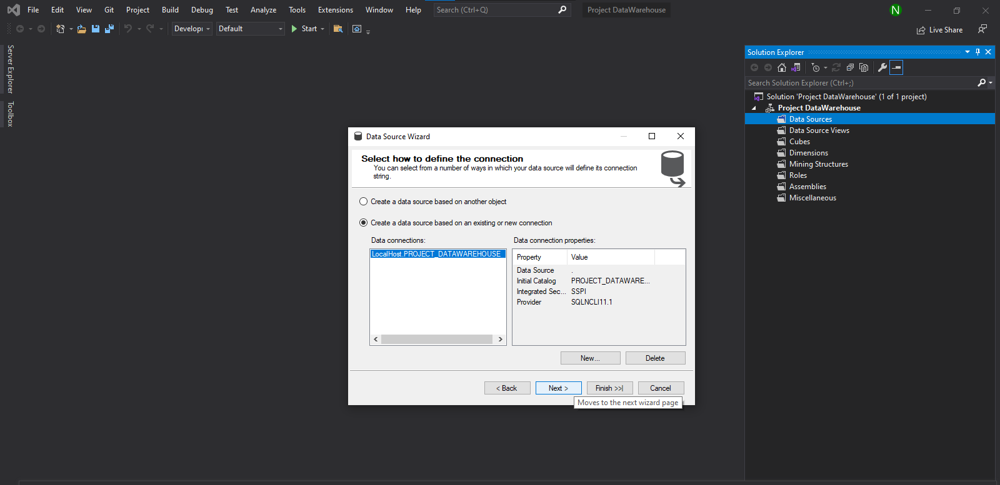 File Edit View Git Project Build Debug Test Analyze Tools Extensions Window Help Search (Ctrl+Q) Project DataWarehouse N
Develop Default Start Live Share
Server Explorer
Toolbox
Solution Explorer
Search Solution Explorer (Ctrl+;)
Solution 'Project DataWarehouse' (1 of 1 project)
Project DataWarehouse
Data Sources
Data Source Views
Cubes
Dimensions
Mining Structures
Roles
Assemblies
Miscellaneous
Data Source Wizard
Select how to define the connection
You can select from a number of ways in which your data source will define its connection
string.
Create a data source based on another object
Create a data source based on an existing or new connection
Data connections: Data connection properties:
LocalHost.PROJECT_DATAWAREHOUSE
Property Value
Data Source .
Initial Catalog PROJECT_DATAWARE...
Integrated Sec... SSPI
Provider SQLNCLI11.1
New... Delete
< Back Next > Finish >>| Cancel
Moves to the next wizard page